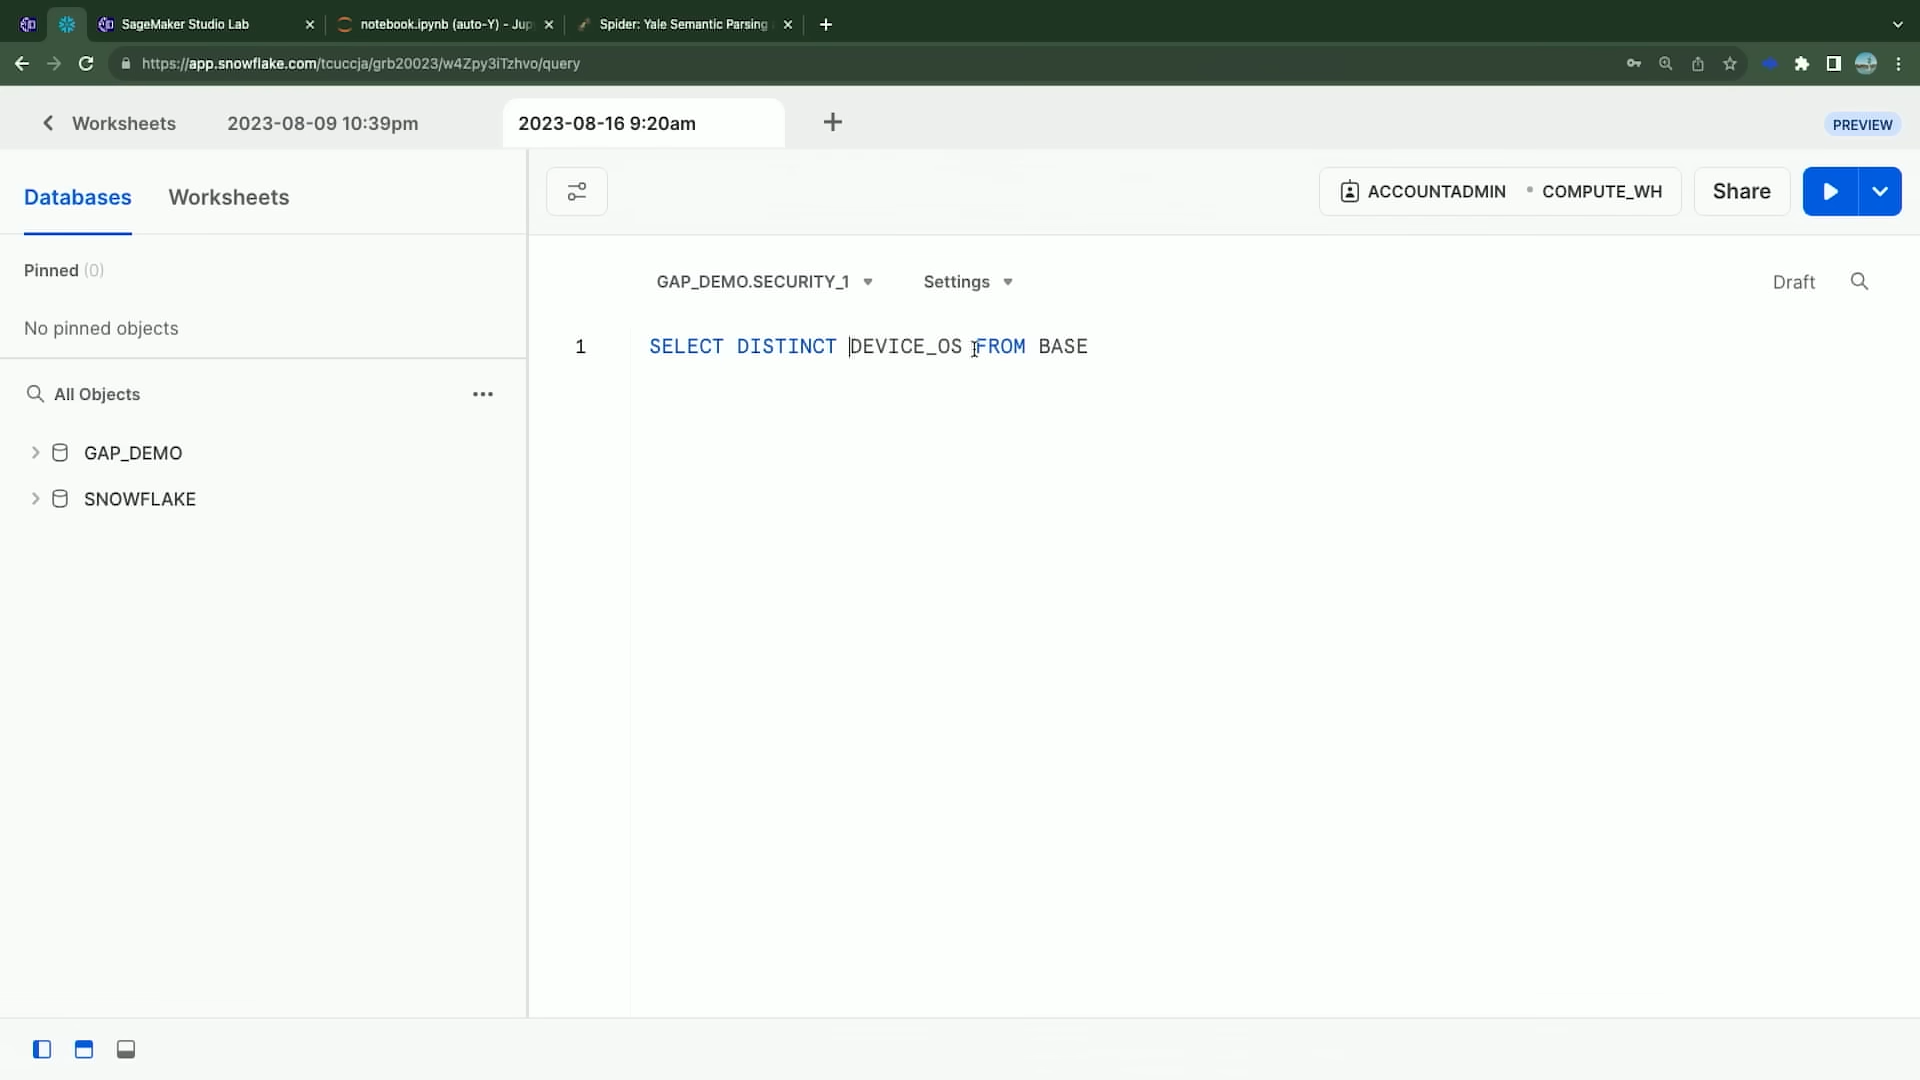 SageMaker Studio Lab
notebook.ipynb (auto-Y) - Jup
Spider: Yale Semantic Parsing
https://app.snowflake.com/tcuccja/grb20023/w4Zpy3iTzhvo/query
Worksheets
2023-08-09 10:39pm
2023-08-16 9:20am
PREVIEW
Databases
Worksheets
ACCOUNTADMIN
COMPUTE_WH
Share
Pinned (0)
GAP_DEMO.SECURITY_1
Settings
Draft
No pinned objects
1
SELECT DISTINCT DEVICE_OS FROM BASE
All Objects
GAP_DEMO
SNOWFLAKE